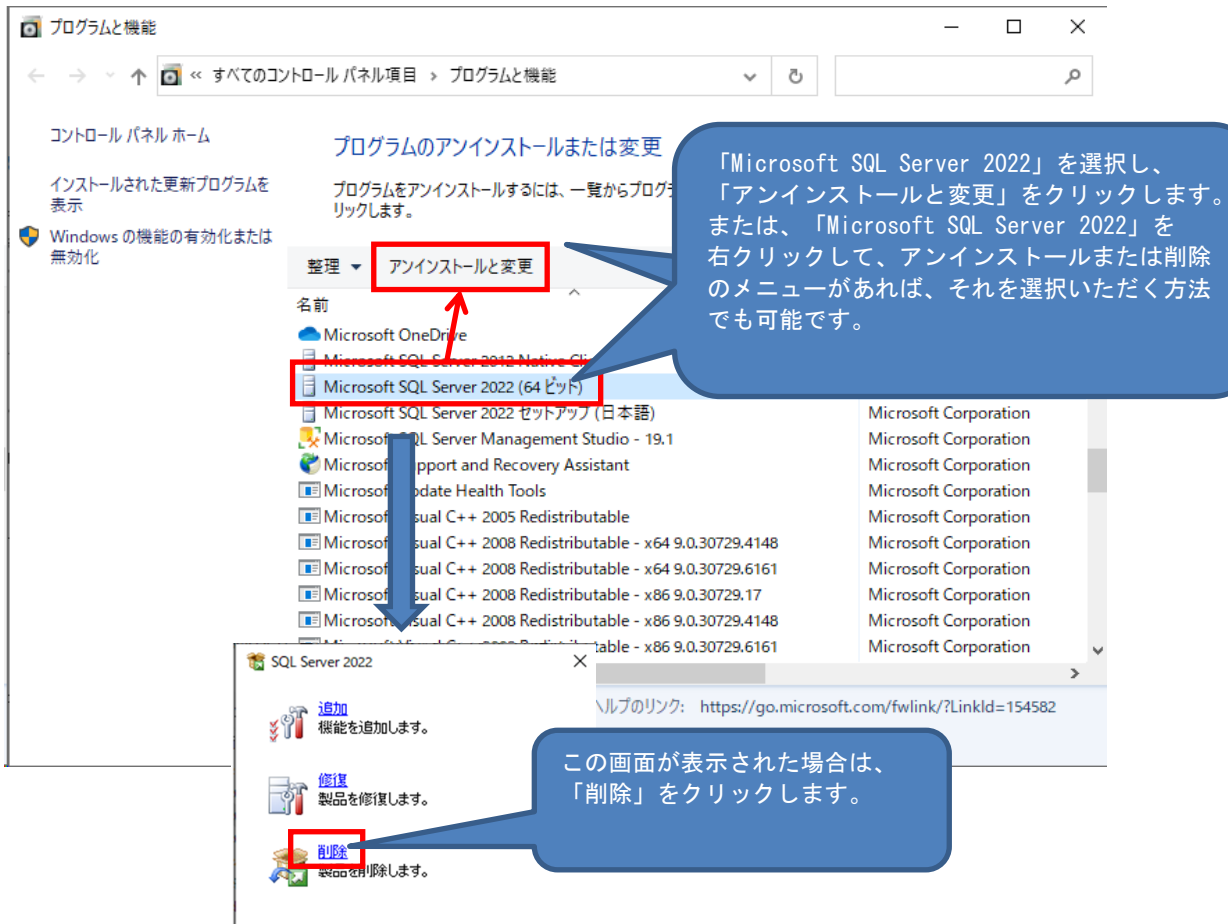 プログラムと機能
« すべてのコントロール パネル項目 › プログラムと機能
コントロール パネル ホーム
インストールされた更新プログラムを
表示
Windows の機能の有効化または
無効化
プログラムのアンインストールまたは変更
プログラムをアンインストールするには、一覧からプログ
リックします。
「Microsoft SQL Server 2022」を選択し、
「アンインストールと変更」をクリックします。
または、「Microsoft SQL Server 2022」を
右クリックして、アンインストールまたは削除
のメニューがあれば、それを選択いただく方法
でも可能です。
整理 ▼ アンインストールと変更
名前
Microsoft OneDrive
Microsoft SQL Server 2012 Native Cli
Microsoft SQL Server 2022 (64 ビット)
Microsoft SQL Server 2022 セットアップ (日本語) Microsoft Corporation
Microsoft SQL Server Management Studio - 19.1 Microsoft Corporation
Microsof pport and Recovery Assistant Microsoft Corporation
Microsof pdate Health Tools Microsoft Corporation
Microsof sual C++ 2005 Redistributable Microsoft Corporation
Microsof sual C++ 2008 Redistributable - x64 9.0.30729.4148 Microsoft Corporation
Microsof sual C++ 2008 Redistributable - x64 9.0.30729.6161 Microsoft Corporation
Microsof sual C++ 2008 Redistributable - x86 9.0.30729.17 Microsoft Corporation
Microsof sual C++ 2008 Redistributable - x86 9.0.30729.4148 Microsoft Corporation
table - x86 9.0.30729.6161 Microsoft Corporation
ヘルプのリンク: https://go.microsoft.com/fwlink/?LinkId=154582
SQL Server 2022
追加
機能を追加します。
修復
製品を修復します。
削除
製品を削除します。
この画面が表示された場合は、
「削除」をクリックします。